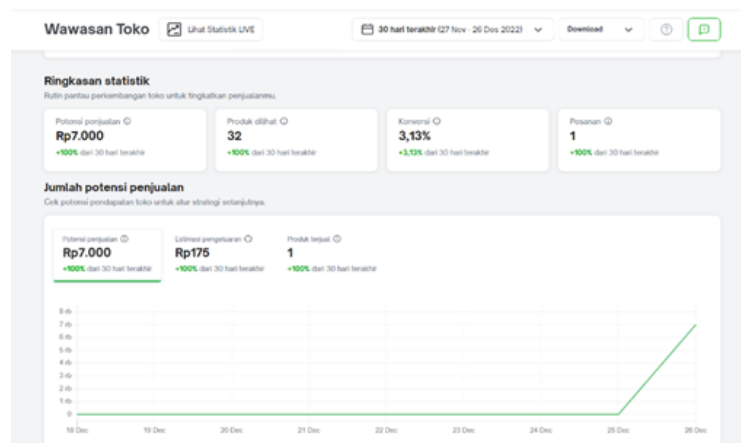 Wawasan Toko
Lihat Statistik LIVE
30 hari terakhir (27 Nov - 26 Des 2022)
Download
Ringkasan statistik
Rutin pantau perkembangan toko untuk tingkatkan penjualanmu.
Potensi penjualan
Produk dilihat
Konversi
Pesanan
Rp7.000
32
3,13%
1
+100% dari 30 hari terakhir
+100% dari 30 hari terakhir
+3,13% dari 30 hari terakhir
+100% dari 30 hari terakhir
Jumlah potensi penjualan
Cek potensi pendapatan toko untuk atur strategi selanjutnya.
Potensi penjualan
Estimasi pengeluaran
Produk terjual
Rp7.000
Rp175
1
+100% dari 30 hari terakhir
+100% dari 30 hari terakhir
+100% dari 30 hari terakhir
8 rb
7 rb
6 rb
5 rb
4 rb
3 rb
2 rb
1 rb
0
18 Dec
19 Dec
20 Dec
21 Dec
22 Dec
23 Dec
24 Dec
25 Dec
26 Dec